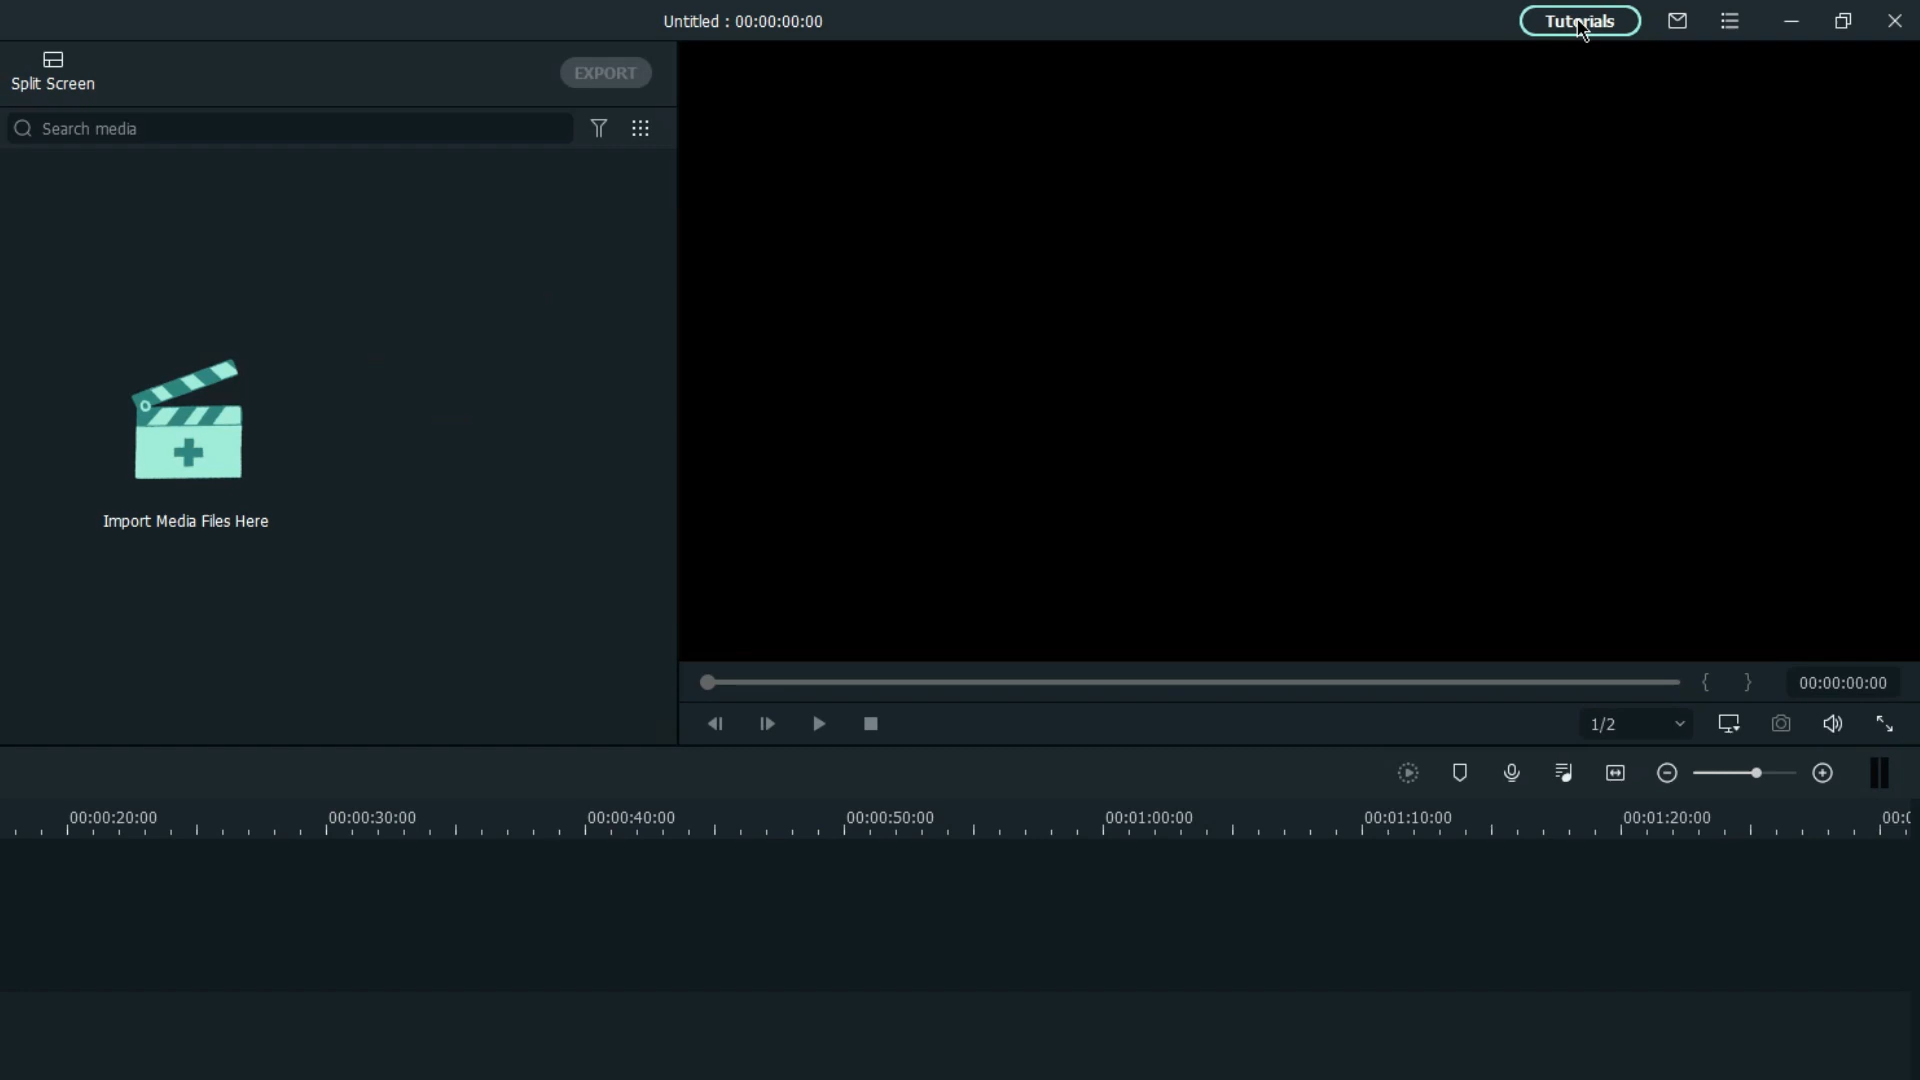 Untitled : 00:00:00:00
Tutorials
Split Screen
EXPORT
Search media
Import Media Files Here
{ }
00:00:00:00
1/2
00:00:20:00
00:00:30:00
00:00:40:00
00:00:50:00
00:01:00:00
00:01:10:00
00:01:20:00